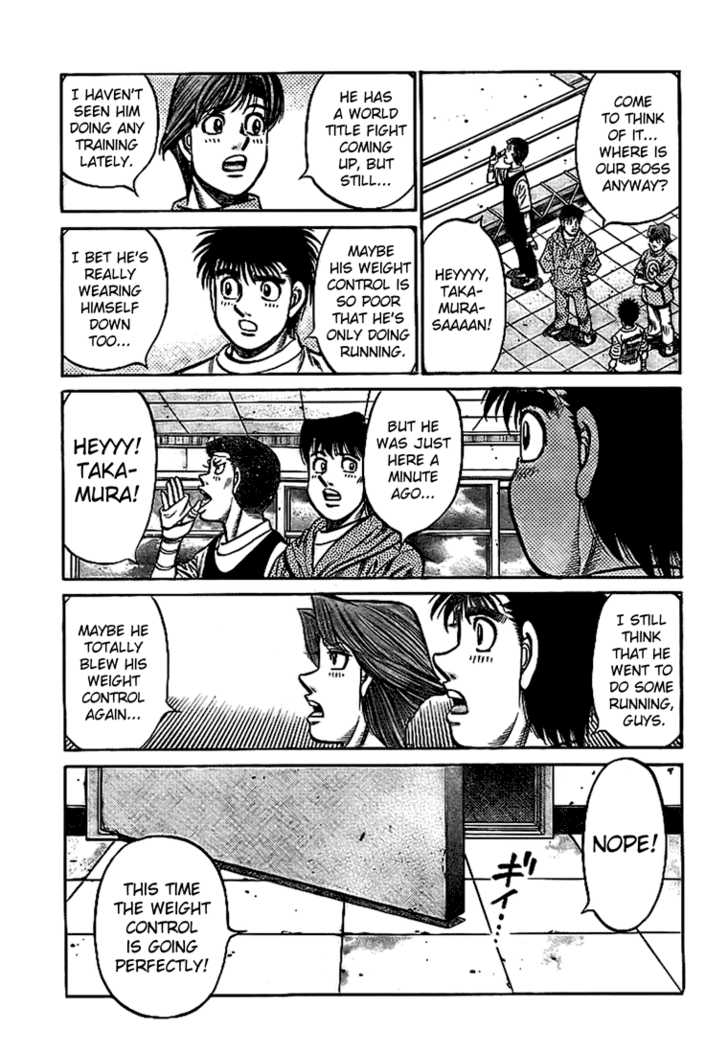 COME
TO THINK
OF IT...
WHERE IS
OUR BOSS
ANYWAY?
HEYYYY,
TAKA-
MURA-
SAAAAN!
HE HAS
A WORLD
TITLE FIGHT
COMING
UP, BUT
STILL...
I HAVEN'T
SEEN HIM
DOING ANY
TRAINING
LATELY.
MAYBE
HIS WEIGHT
CONTROL IS
SO POOR
THAT HE'S
ONLY DOING
RUNNING.
I BET HE'S
REALLY
WEARING
HIMSELF
DOWN
TOO...
BUT HE
WAS JUST
HERE A
MINUTE
AGO...
HEYYY!
TAKA-
MURA!
I STILL
THINK
THAT HE
WENT TO
DO SOME
RUNNING,
GUYS.
MAYBE HE
TOTALLY
BLEW HIS
WEIGHT
CONTROL
AGAIN...
NOPE!
ギィ...
THIS TIME
THE WEIGHT
CONTROL
IS GOING
PERFECTLY!